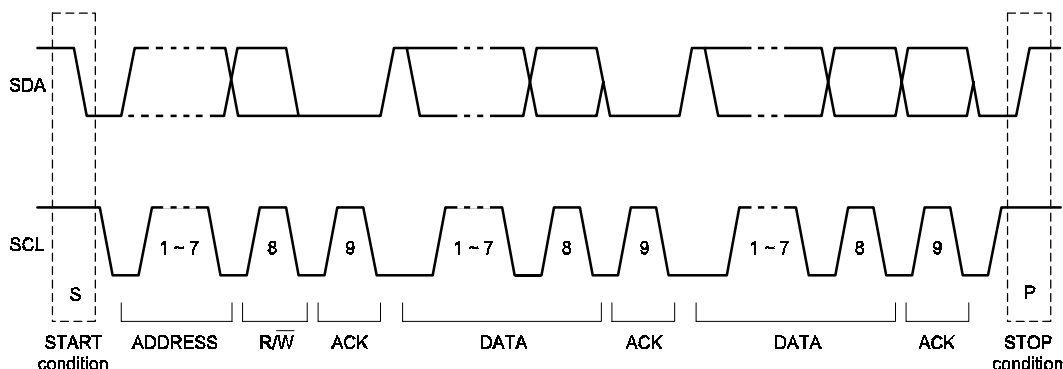 SDA
SCL
1 ~ 7
8
9
1 ~ 7
8
9
1 ~ 7
8
9
S
P
START
condition
ADDRESS
R/W̅
ACK
DATA
ACK
DATA
ACK
STOP
condition